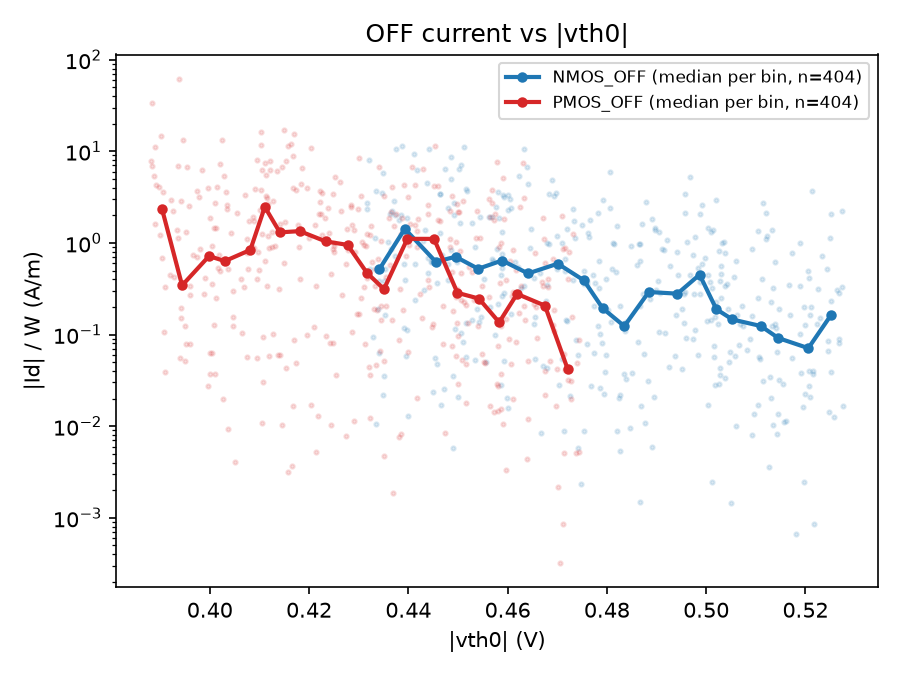 OFF current vs |vth0|
NMOS_OFF (median per bin, n=404)
PMOS_OFF (median per bin, n=404)
|Id| / W (A/m)
10²
10¹
10⁰
10⁻¹
10⁻²
10⁻³
0.40 0.42 0.44 0.46 0.48 0.50 0.52
|vth0| (V)